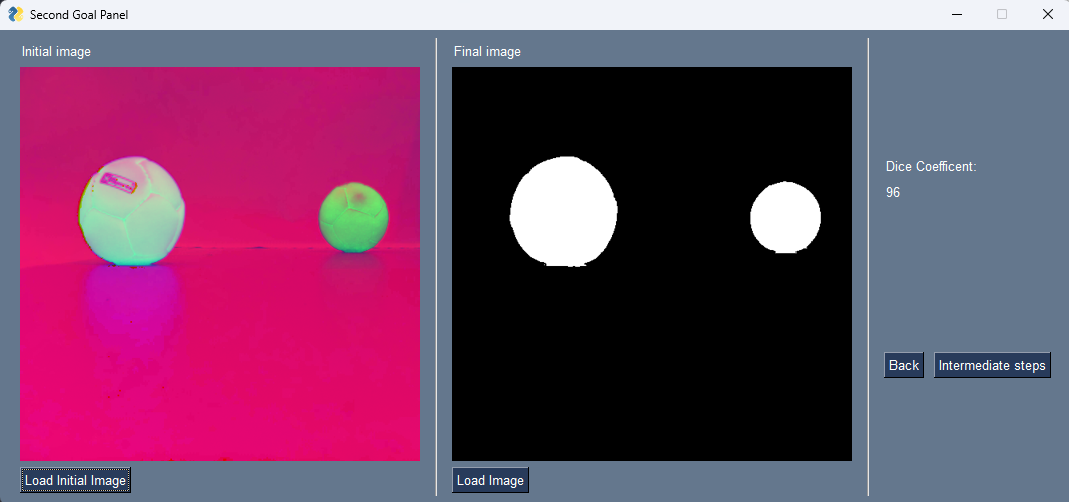 Second Goal Panel
Initial image
Final image
Dice Coefficent:
96
Back
Intermediate steps
Load Initial Image
Load Image